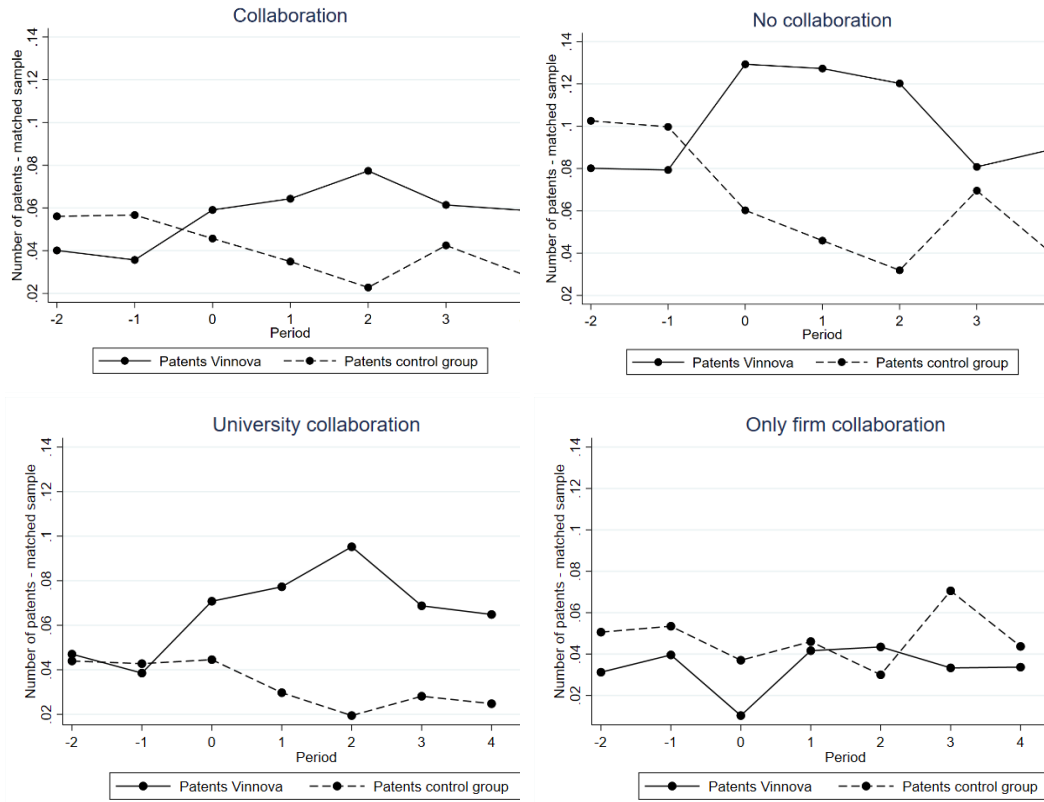 Collaboration
Number of patents - matched sample
.14
.12
.1
.08
.06
.04
.02
-2 -1 0 1 2 3
Period
Patents Vinnova Patents control group
No collaboration
Number of patents - matched sample
.14
.12
.1
.08
.06
.04
.02
-2 -1 0 1 2 3
Period
Patents Vinnova Patents control group
University collaboration
Number of patents - matched sample
.14
.12
.1
.08
.06
.04
.02
-2 -1 0 1 2 3 4
Period
Patents Vinnova Patents control group
Only firm collaboration
Number of patents - matched sample
.14
.12
.1
.08
.06
.04
.02
-2 -1 0 1 2 3 4
Period
Patents Vinnova Patents control group